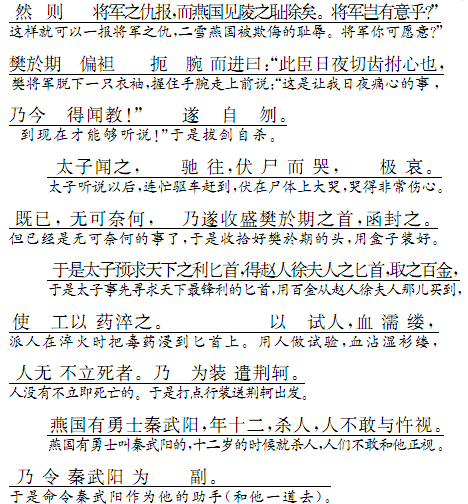 然 则 将军之仇报,而燕国见陵之耻除矣。将军岂有意乎?”
这样就可以一报将军之仇,二雪燕国被欺侮的耻辱。将军你可愿意?”
樊於期 偏袒 扼 腕 而进曰:“此臣日夜切齿拊心也,
樊将军脱下一只衣袖,握住手腕走上前说:“这是让我日夜痛心的事,
乃今 得闻教!” 遂 自 刎。
到现在才能够听说!”于是拔剑自杀。
太子闻之, 驰 往,伏 尸 而 哭, 极 哀。
太子听说以后,连忙驱车赶到,伏在尸体上大哭,哭得非常伤心。
既已,无可奈何, 乃遂收盛樊於期之首,函封之。
但已经是无可奈何的事了,于是收拾好樊於期的头,用盒子装好。
于是太子预求天下之利匕首,得赵人徐夫人之匕首,取之百金,
于是太子事先寻求天下最锋利的匕首,用百金从赵人徐夫人那儿买到,
使 工 以 药淬之。 以 试人,血 濡 缕,
派人在淬火时把毒药浸到匕首上。用人做试验,血沾湿衫缕,
人无 不立死者。乃 为装 遣荆轲。
人没有不立即死亡的。于是打点行装送荆轲出发。
燕国有勇士秦武阳,年十二,杀人,人不敢与忤视。
燕国有勇士叫秦武阳的,十二岁的时候就杀人,人们不敢和他正视。
乃 令 秦武阳 为 副。
于是命令秦武阳作为他的助手(和他一道去)。